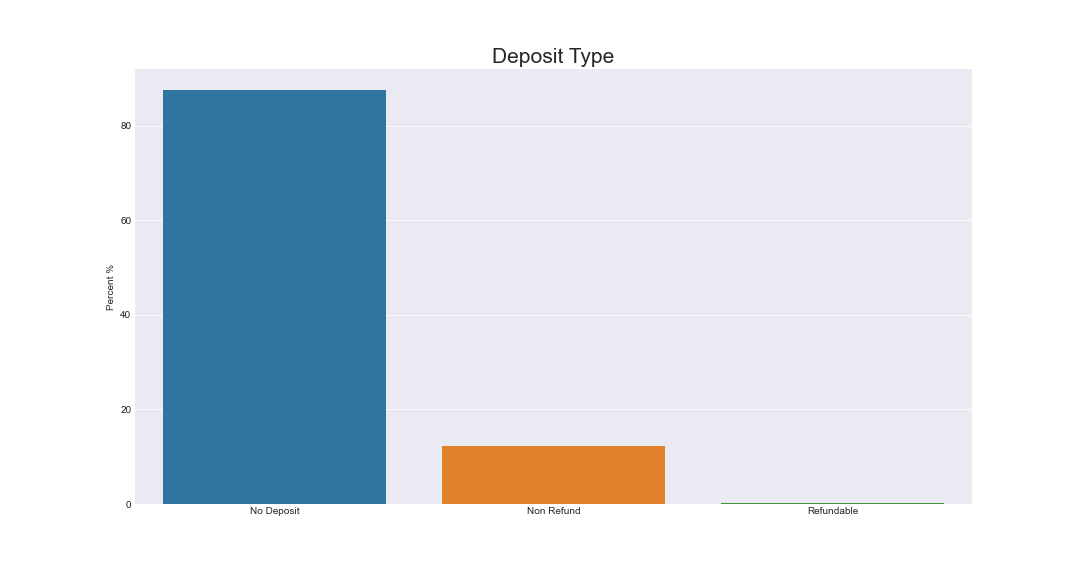 Deposit Type
Percent %
80
60
40
20
0
No Deposit
Non Refund
Refundable